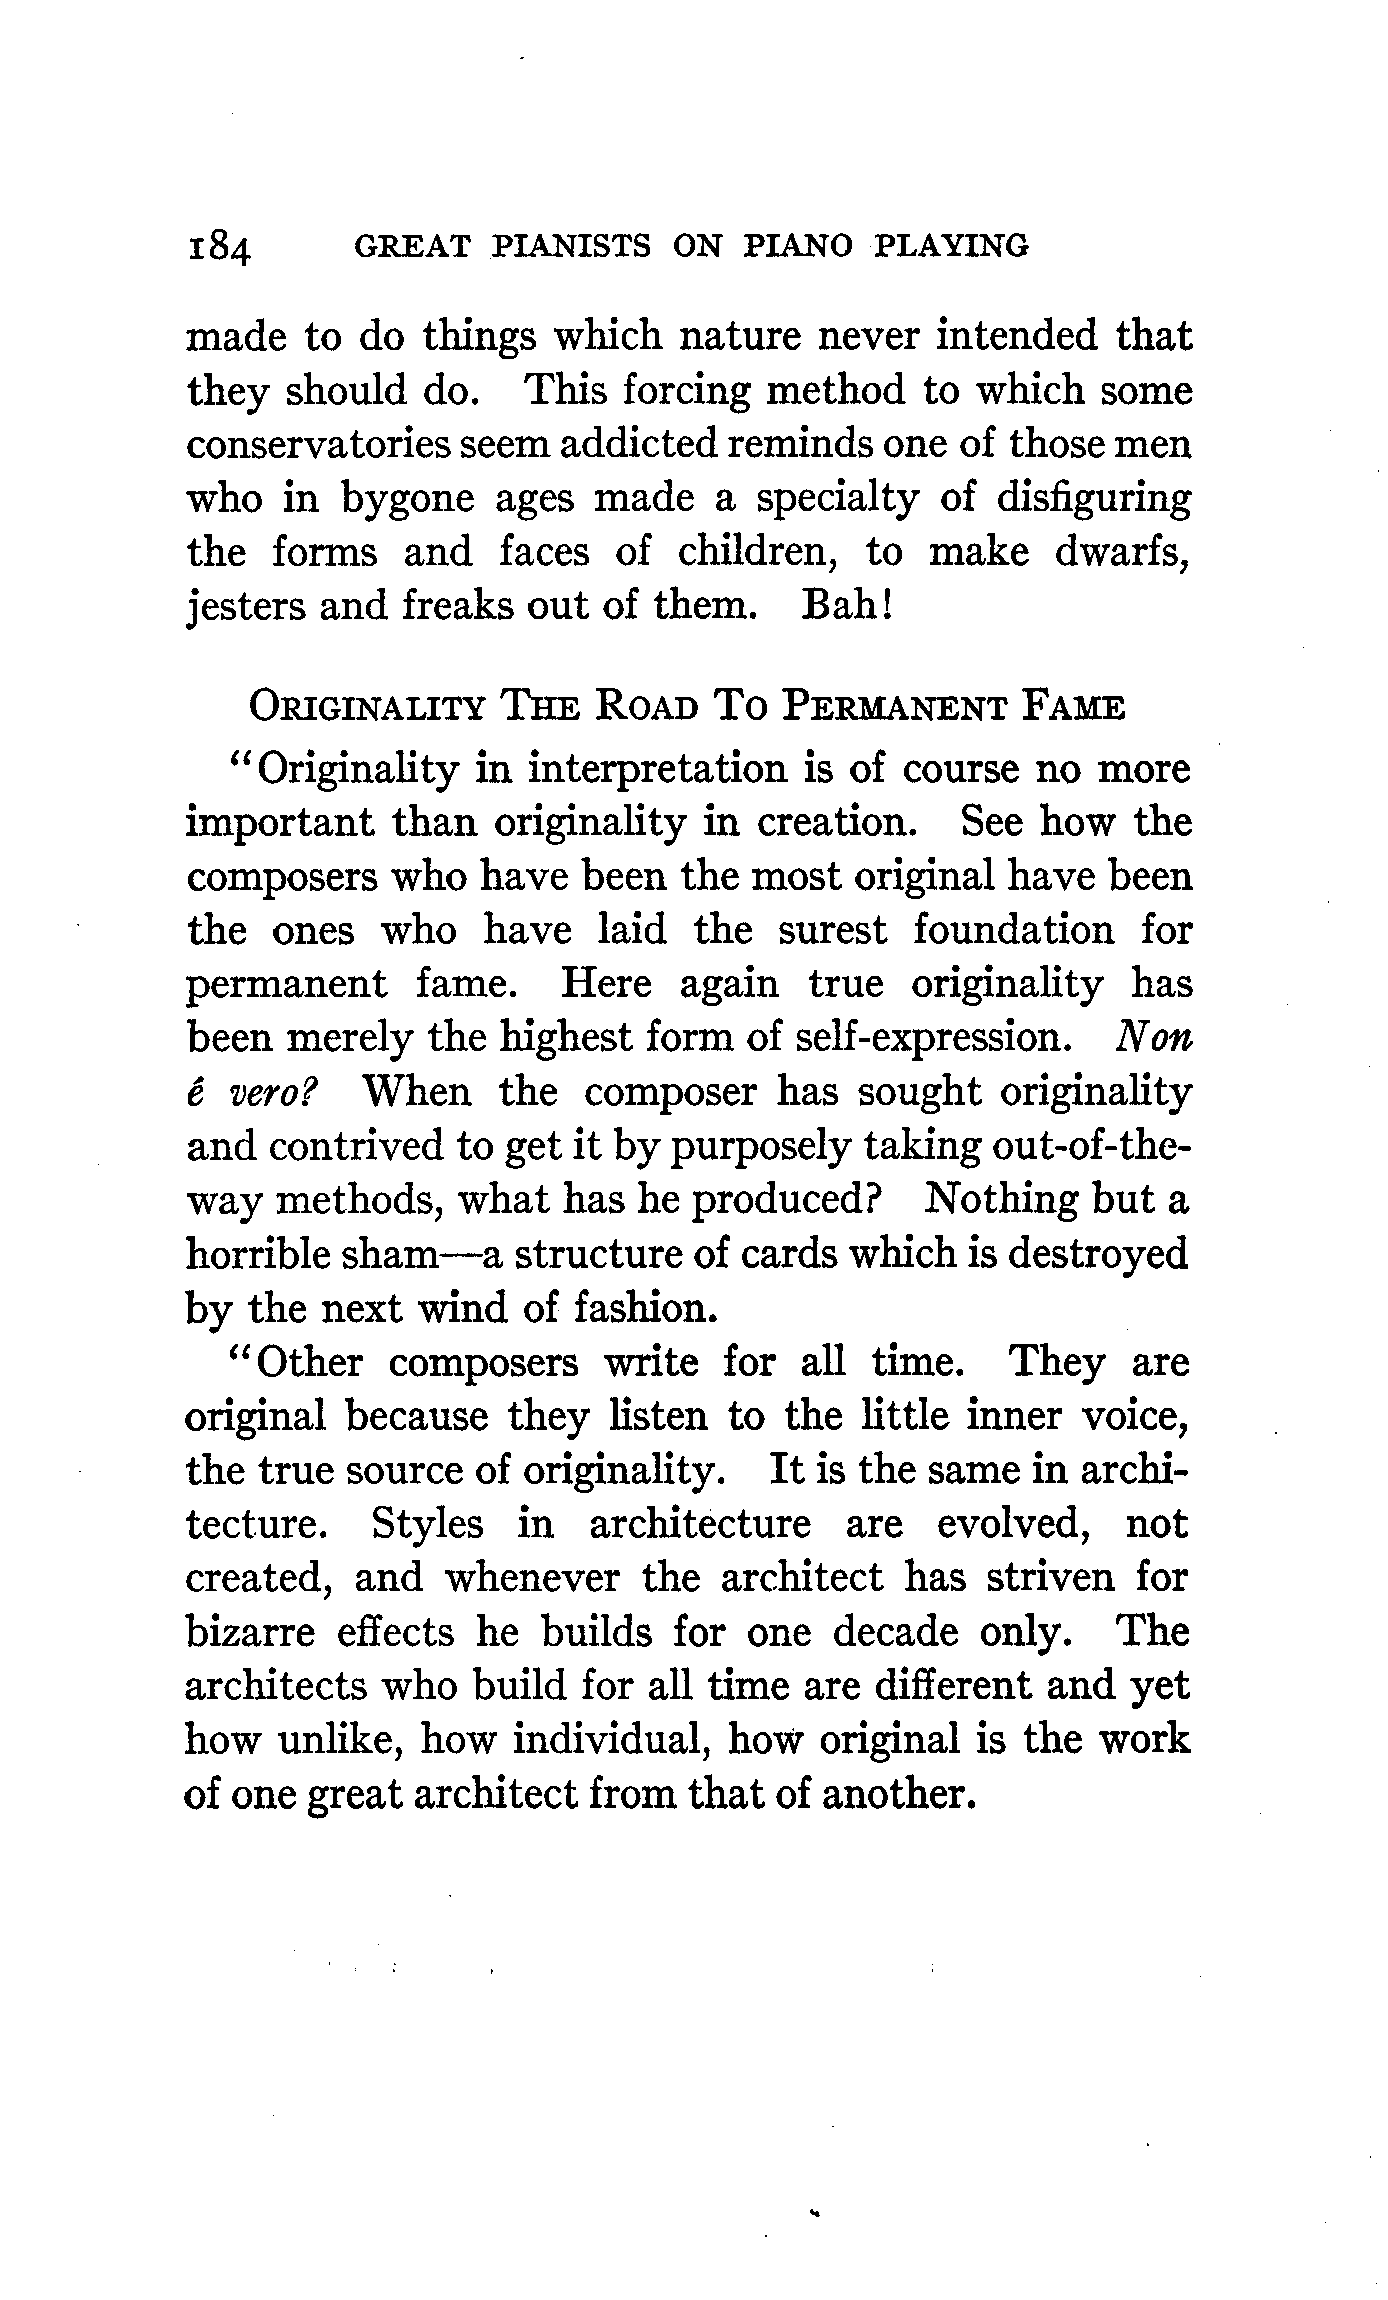 184 GREAT PIANISTS ON PIANO PLAYING
made to do things which nature never intended that
they should do. This forcing method to which some
conservatories seem addicted reminds one of those men
who in bygone ages made a specialty of disfiguring
the forms and faces of children, to make dwarfs,
jesters and freaks out of them. Bah!
ORIGINALITY THE ROAD TO PERMANENT FAME
"Originality in interpretation is of course no more
important than originality in creation. See how the
composers who have been the most original have been
the ones who have laid the surest foundation for
permanent fame. Here again true originality has
been merely the highest form of self-expression. Non
ê vero? When the composer has sought originality
and contrived to get it by purposely taking out-of-the-
way methods, what has he produced? Nothing but a
horrible sham—a structure of cards which is destroyed
by the next wind of fashion.
"Other composers write for all time. They are
original because they listen to the little inner voice,
the true source of originality. It is the same in archi-
tecture. Styles in architecture are evolved, not
created, and whenever the architect has striven for
bizarre effects he builds for one decade only. The
architects who build for all time are different and yet
how unlike, how individual, how original is the work
of one great architect from that of another.